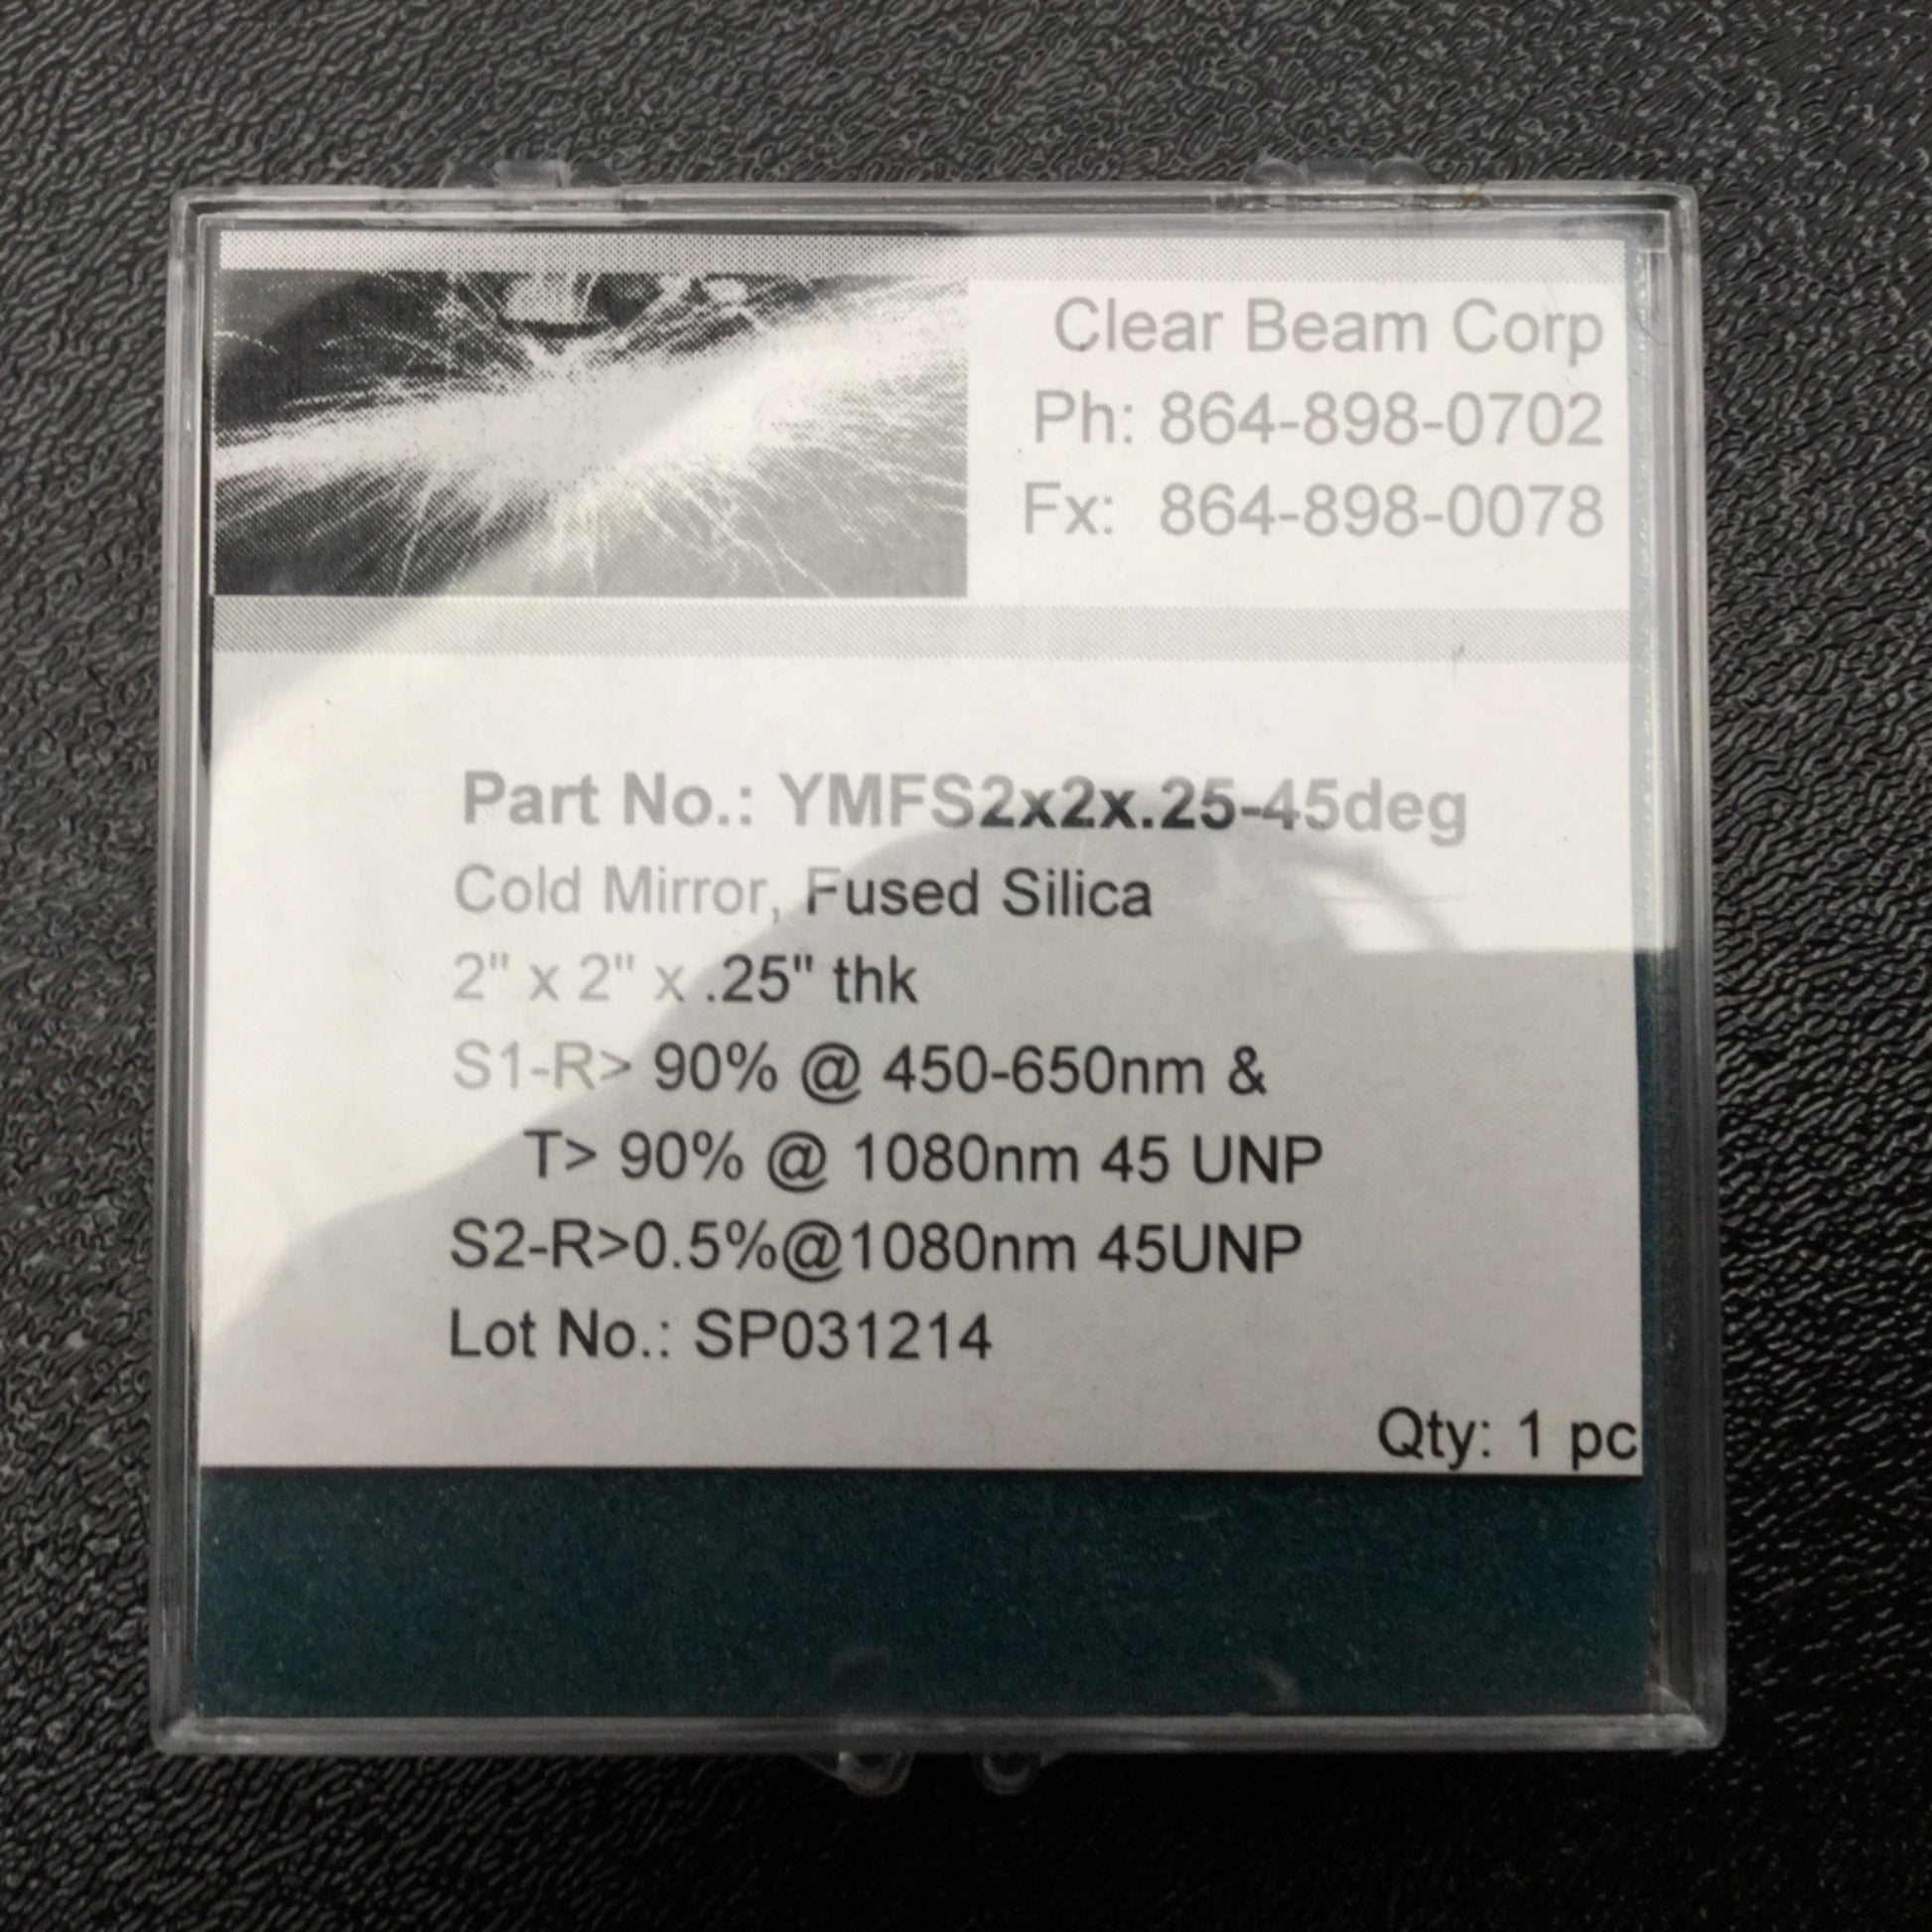 Clear Beam Corp
Ph: 864-898-0702
Fx: 864-898-0078
Part No.: YMFS2x2x.25-45deg
Cold Mirror, Fused Silica
2" x 2" x .25" thk
S1-R> 90% @ 450-650nm &
T> 90% @ 1080nm 45 UNP
S2-R>0.5%@1080nm 45UNP
Lot No.: SP031214
Qty: 1 pc